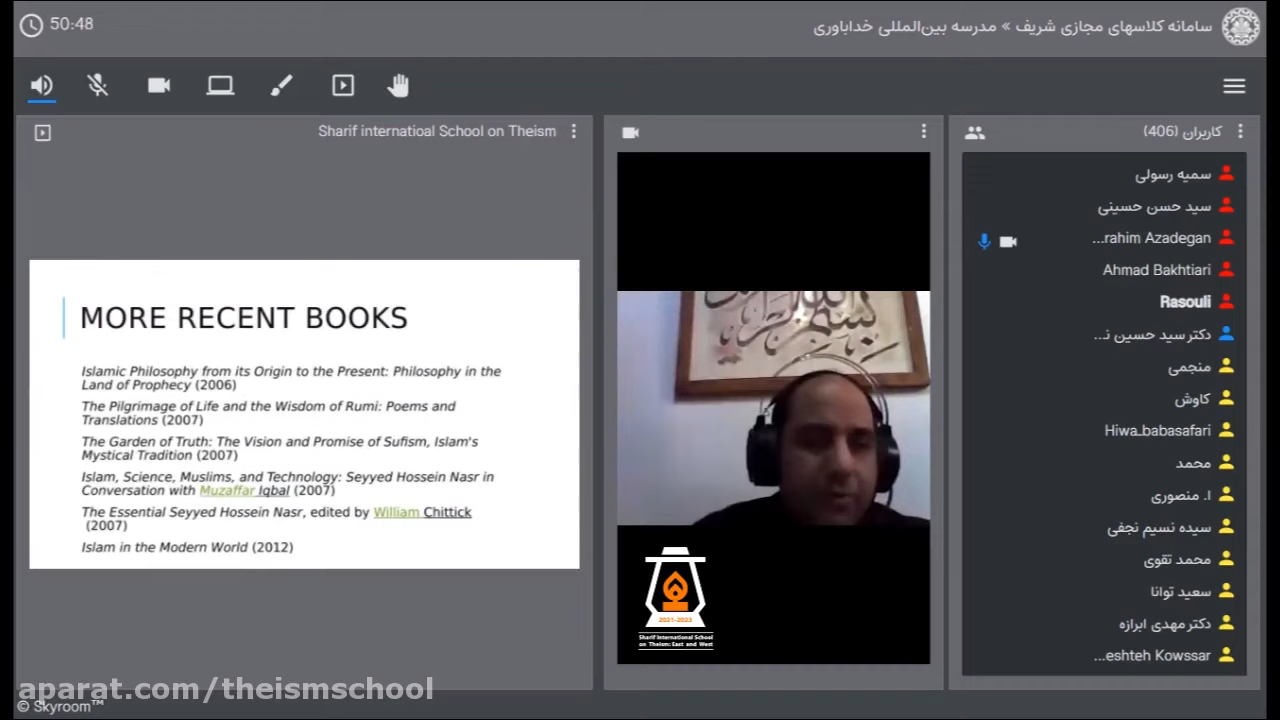 50:48
سامانه کلاسهای مجازی شریف » مدرسه بین‌المللی خداباوری
Sharif internatioal School on Theism
MORE RECENT BOOKS
Islamic Philosophy from its Origin to the Present: Philosophy in the
Land of Prophecy (2006)
The Pilgrimage of Life and the Wisdom of Rumi: Poems and
Translations (2007)
The Garden of Truth: The Vision and Promise of Sufism, Islam's
Mystical Tradition (2007)
Islam, Science, Muslims, and Technology: Seyyed Hossein Nasr in
Conversation with Muzaffar Iqbal (2007)
The Essential Seyyed Hossein Nasr, edited by William Chittick
(2007)
Islam in the Modern World (2012)
2021-2023
Sharif International School
on Theism: East and West
کاربران (406)
سمیه رسولی
سید حسن حسینی
...rahim Azadegan
Ahmad Bakhtiari
Rasouli
دکتر سید حسین نـ...
منجمی
کاوش
Hiwa_babasafari
محمد
ا. منصوری
سیده نسیم نجفی
محمد تقوی
سعید توانا
دکتر مهدی ابرازه
...eshteh Kowssar
aparat.com/theismschool
© Skyroom™